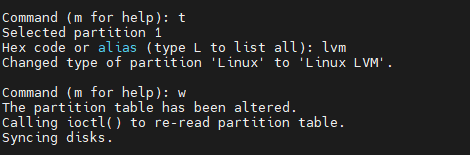 Command (m for help): t
Selected partition 1
Hex code or alias (type L to list all): lvm
Changed type of partition 'Linux' to 'Linux LVM'.
Command (m for help): w
The partition table has been altered.
Calling ioctl() to re-read partition table.
Syncing disks.